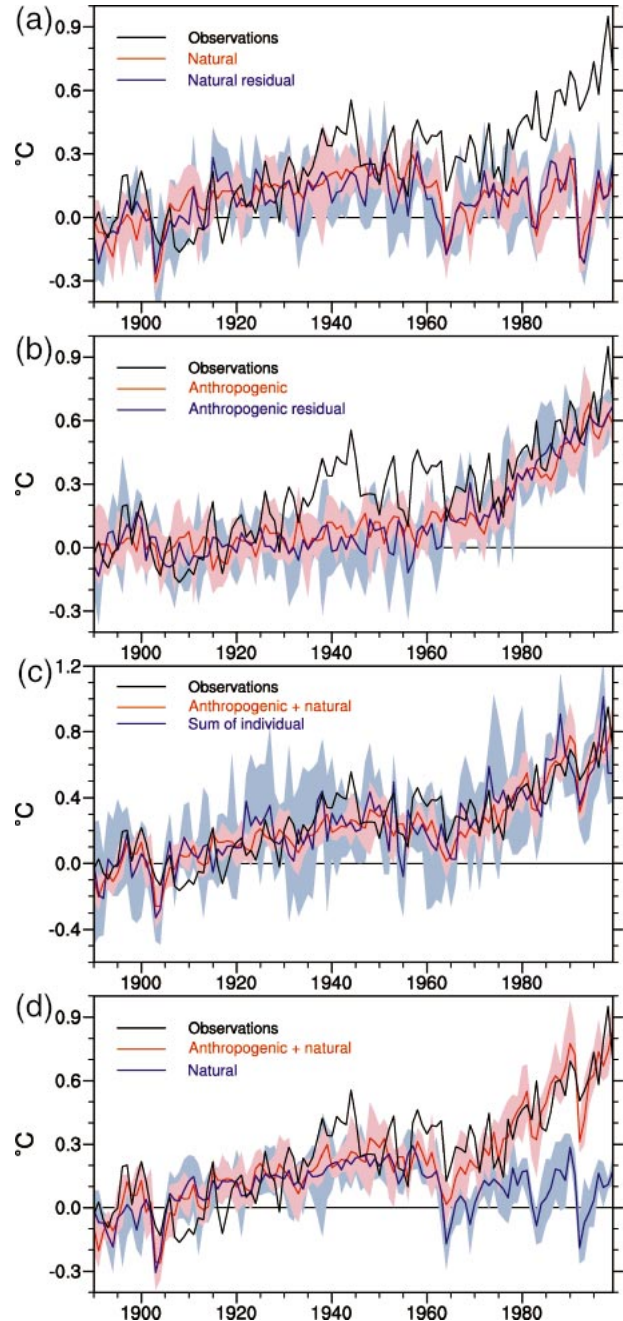 (a)
0.9
Observations
Natural
Natural residual
0.6
°C
0.3
0.0
-0.3
1900 1920 1940 1960 1980
(b)
0.9
Observations
Anthropogenic
Anthropogenic residual
0.6
°C
0.3
0.0
-0.3
1900 1920 1940 1960 1980
(c)
1.2
Observations
Anthropogenic + natural
Sum of individual
0.8
°C
0.4
0.0
-0.4
1900 1920 1940 1960 1980
(d)
0.9
Observations
Anthropogenic + natural
Natural
0.6
°C
0.3
0.0
-0.3
1900 1920 1940 1960 1980